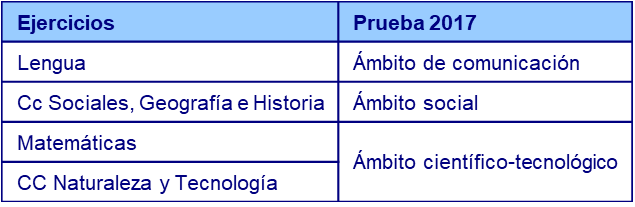 Ejercicios Prueba 2017
Lengua Ámbito de comunicación
Cc Sociales, Geografía e Historia Ámbito social
Matemáticas
Ámbito científico-tecnológico
CC Naturaleza y Tecnología